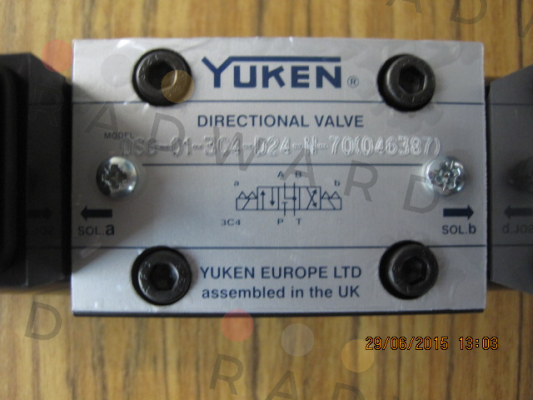 YUKEN®
DIRECTIONAL VALVE
MODEL
DSG-01-3C4-D24-N-70(046387)
A B
a b
3C4 P T
SOL.a SOL.b
YUKEN EUROPE LTD
assembled in the UK
29/06/2015 13:03